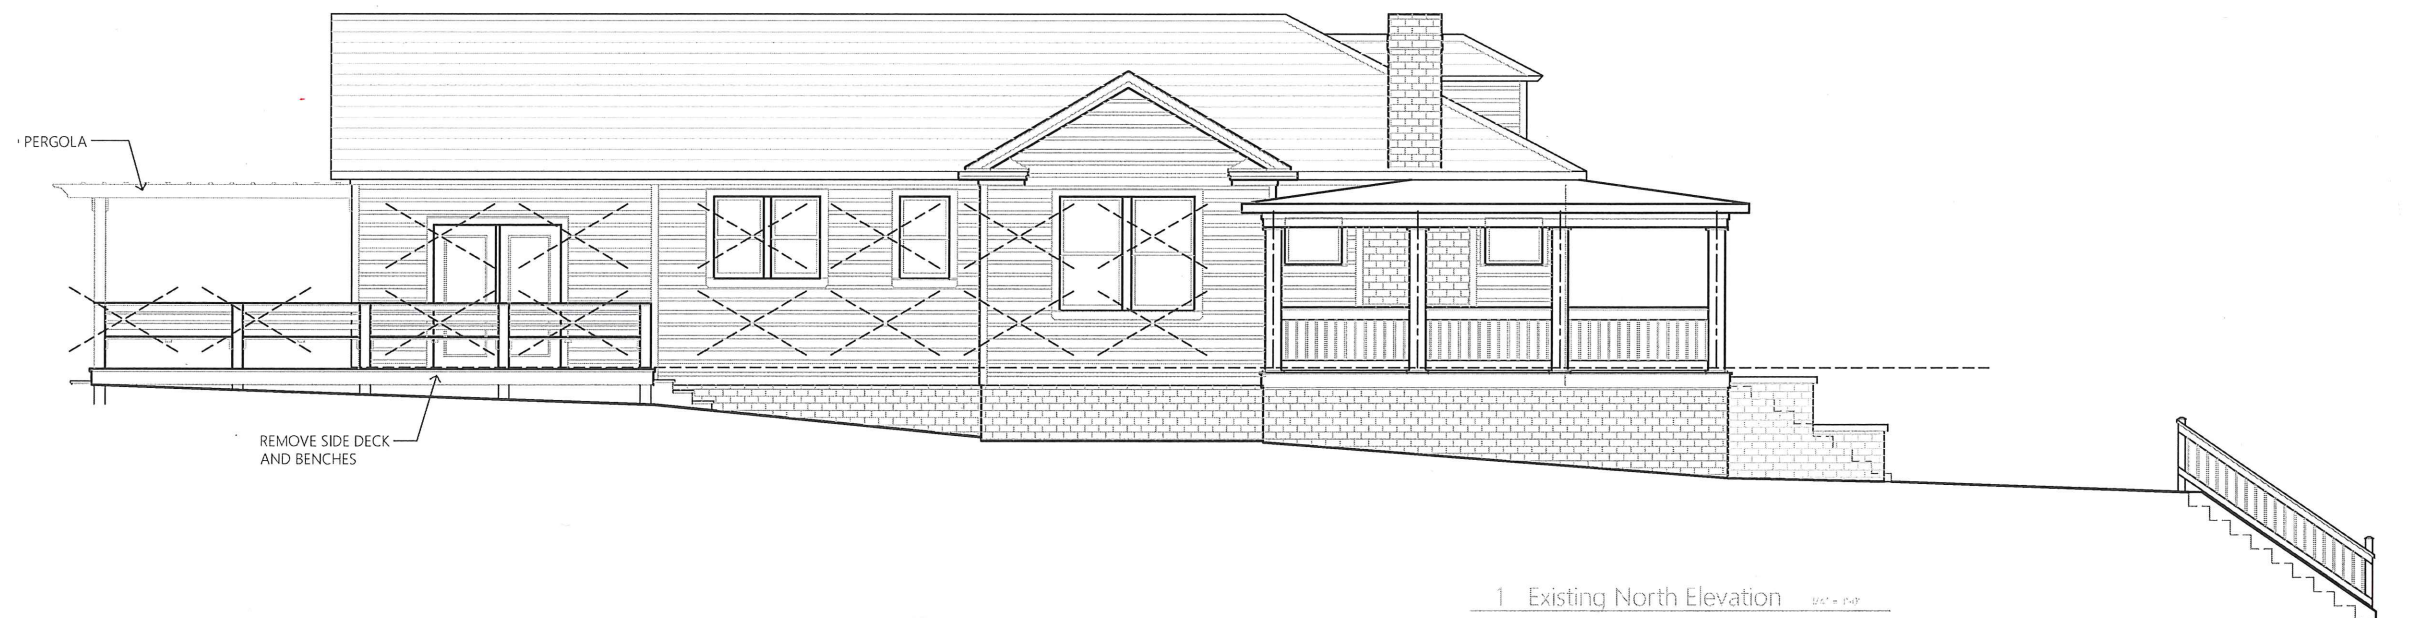 PERGOLA
REMOVE SIDE DECK
AND BENCHES
1 Existing North Elevation